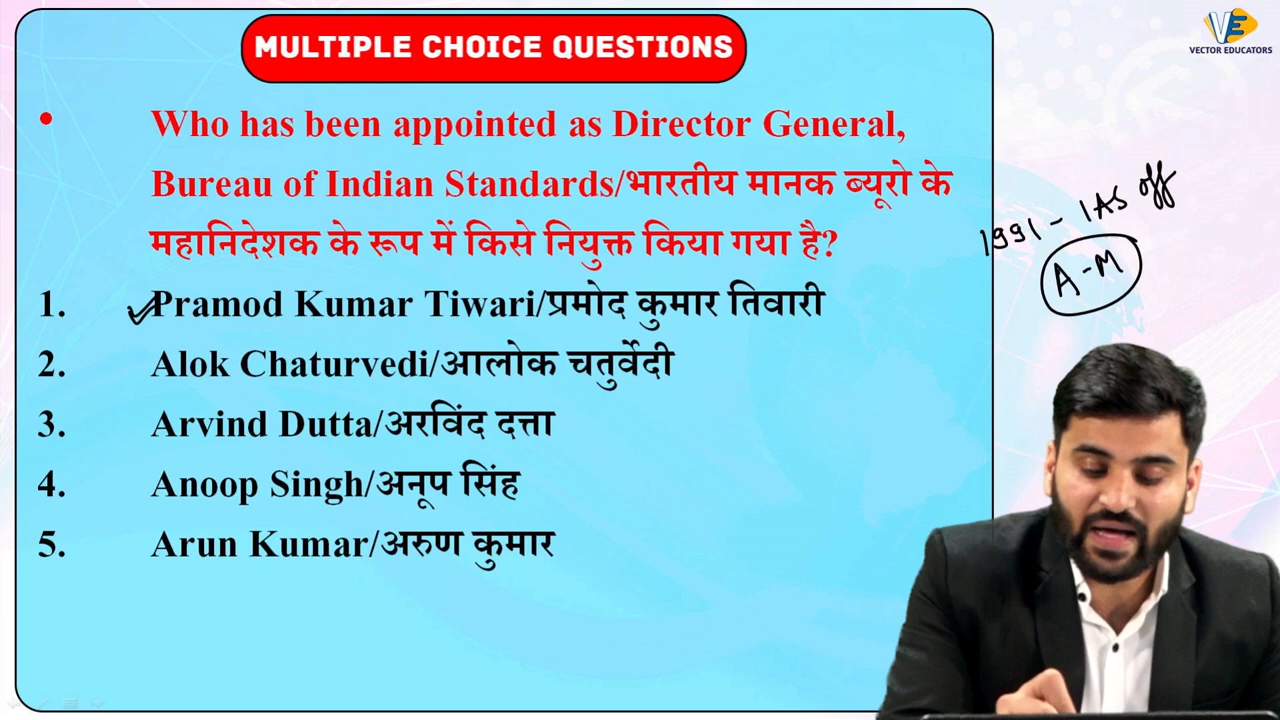 MULTIPLE CHOICE QUESTIONS
VE
VECTOR EDUCATORS
• Who has been appointed as Director General,
Bureau of Indian Standards/भारतीय मानक ब्यूरो के
महानिदेशक के रूप में किसे नियुक्त किया गया है?
1. Pramod Kumar Tiwari/प्रमोद कुमार तिवारी
2. Alok Chaturvedi/आलोक चतुर्वेदी
3. Arvind Dutta/अरविंद दत्ता
4. Anoop Singh/अनूप सिंह
5. Arun Kumar/अरुण कुमार
1991 - IAS off
A-M